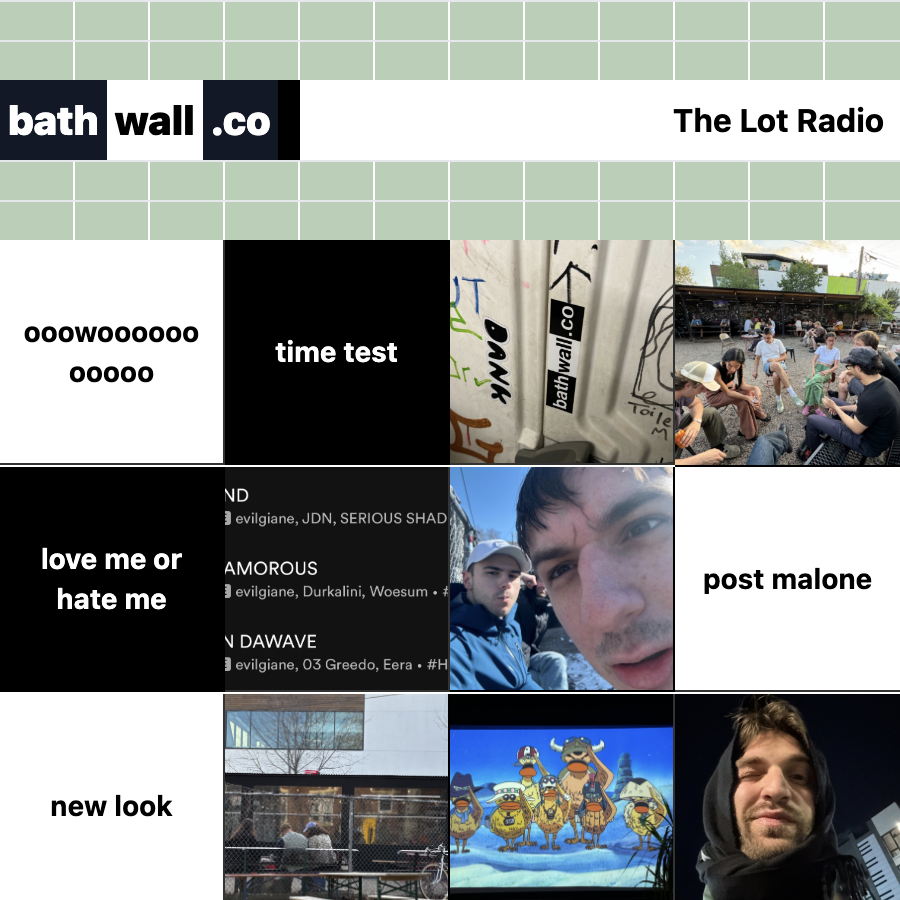 bath wall .co
The Lot Radio
ooowoooooo
ooooo
time test
DANK
bathwall.co
Toile
M
love me or
hate me
ND
E evilgiane, JDN, SERIOUS SHAD
AMOROUS
E evilgiane, Durkalini, Woesum • #
N DAWAVE
E evilgiane, 03 Greedo, Eera • #H
post malone
new look